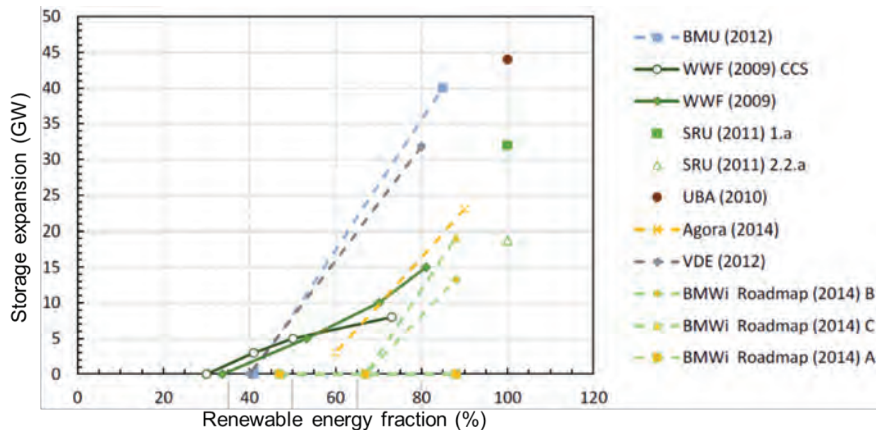 50
45
40
35
30
25
20
15
10
5
0
Storage expansion (GW)
0 20 30 40 50 60 80 100 120
Renewable energy fraction (%)
BMU (2012)
WWF (2009) CCS
WWF (2009)
SRU (2011) 1.a
SRU (2011) 2.2.a
UBA (2010)
Agora (2014)
VDE (2012)
BMWi Roadmap (2014) B
BMWi Roadmap (2014) C
BMWi Roadmap (2014) A